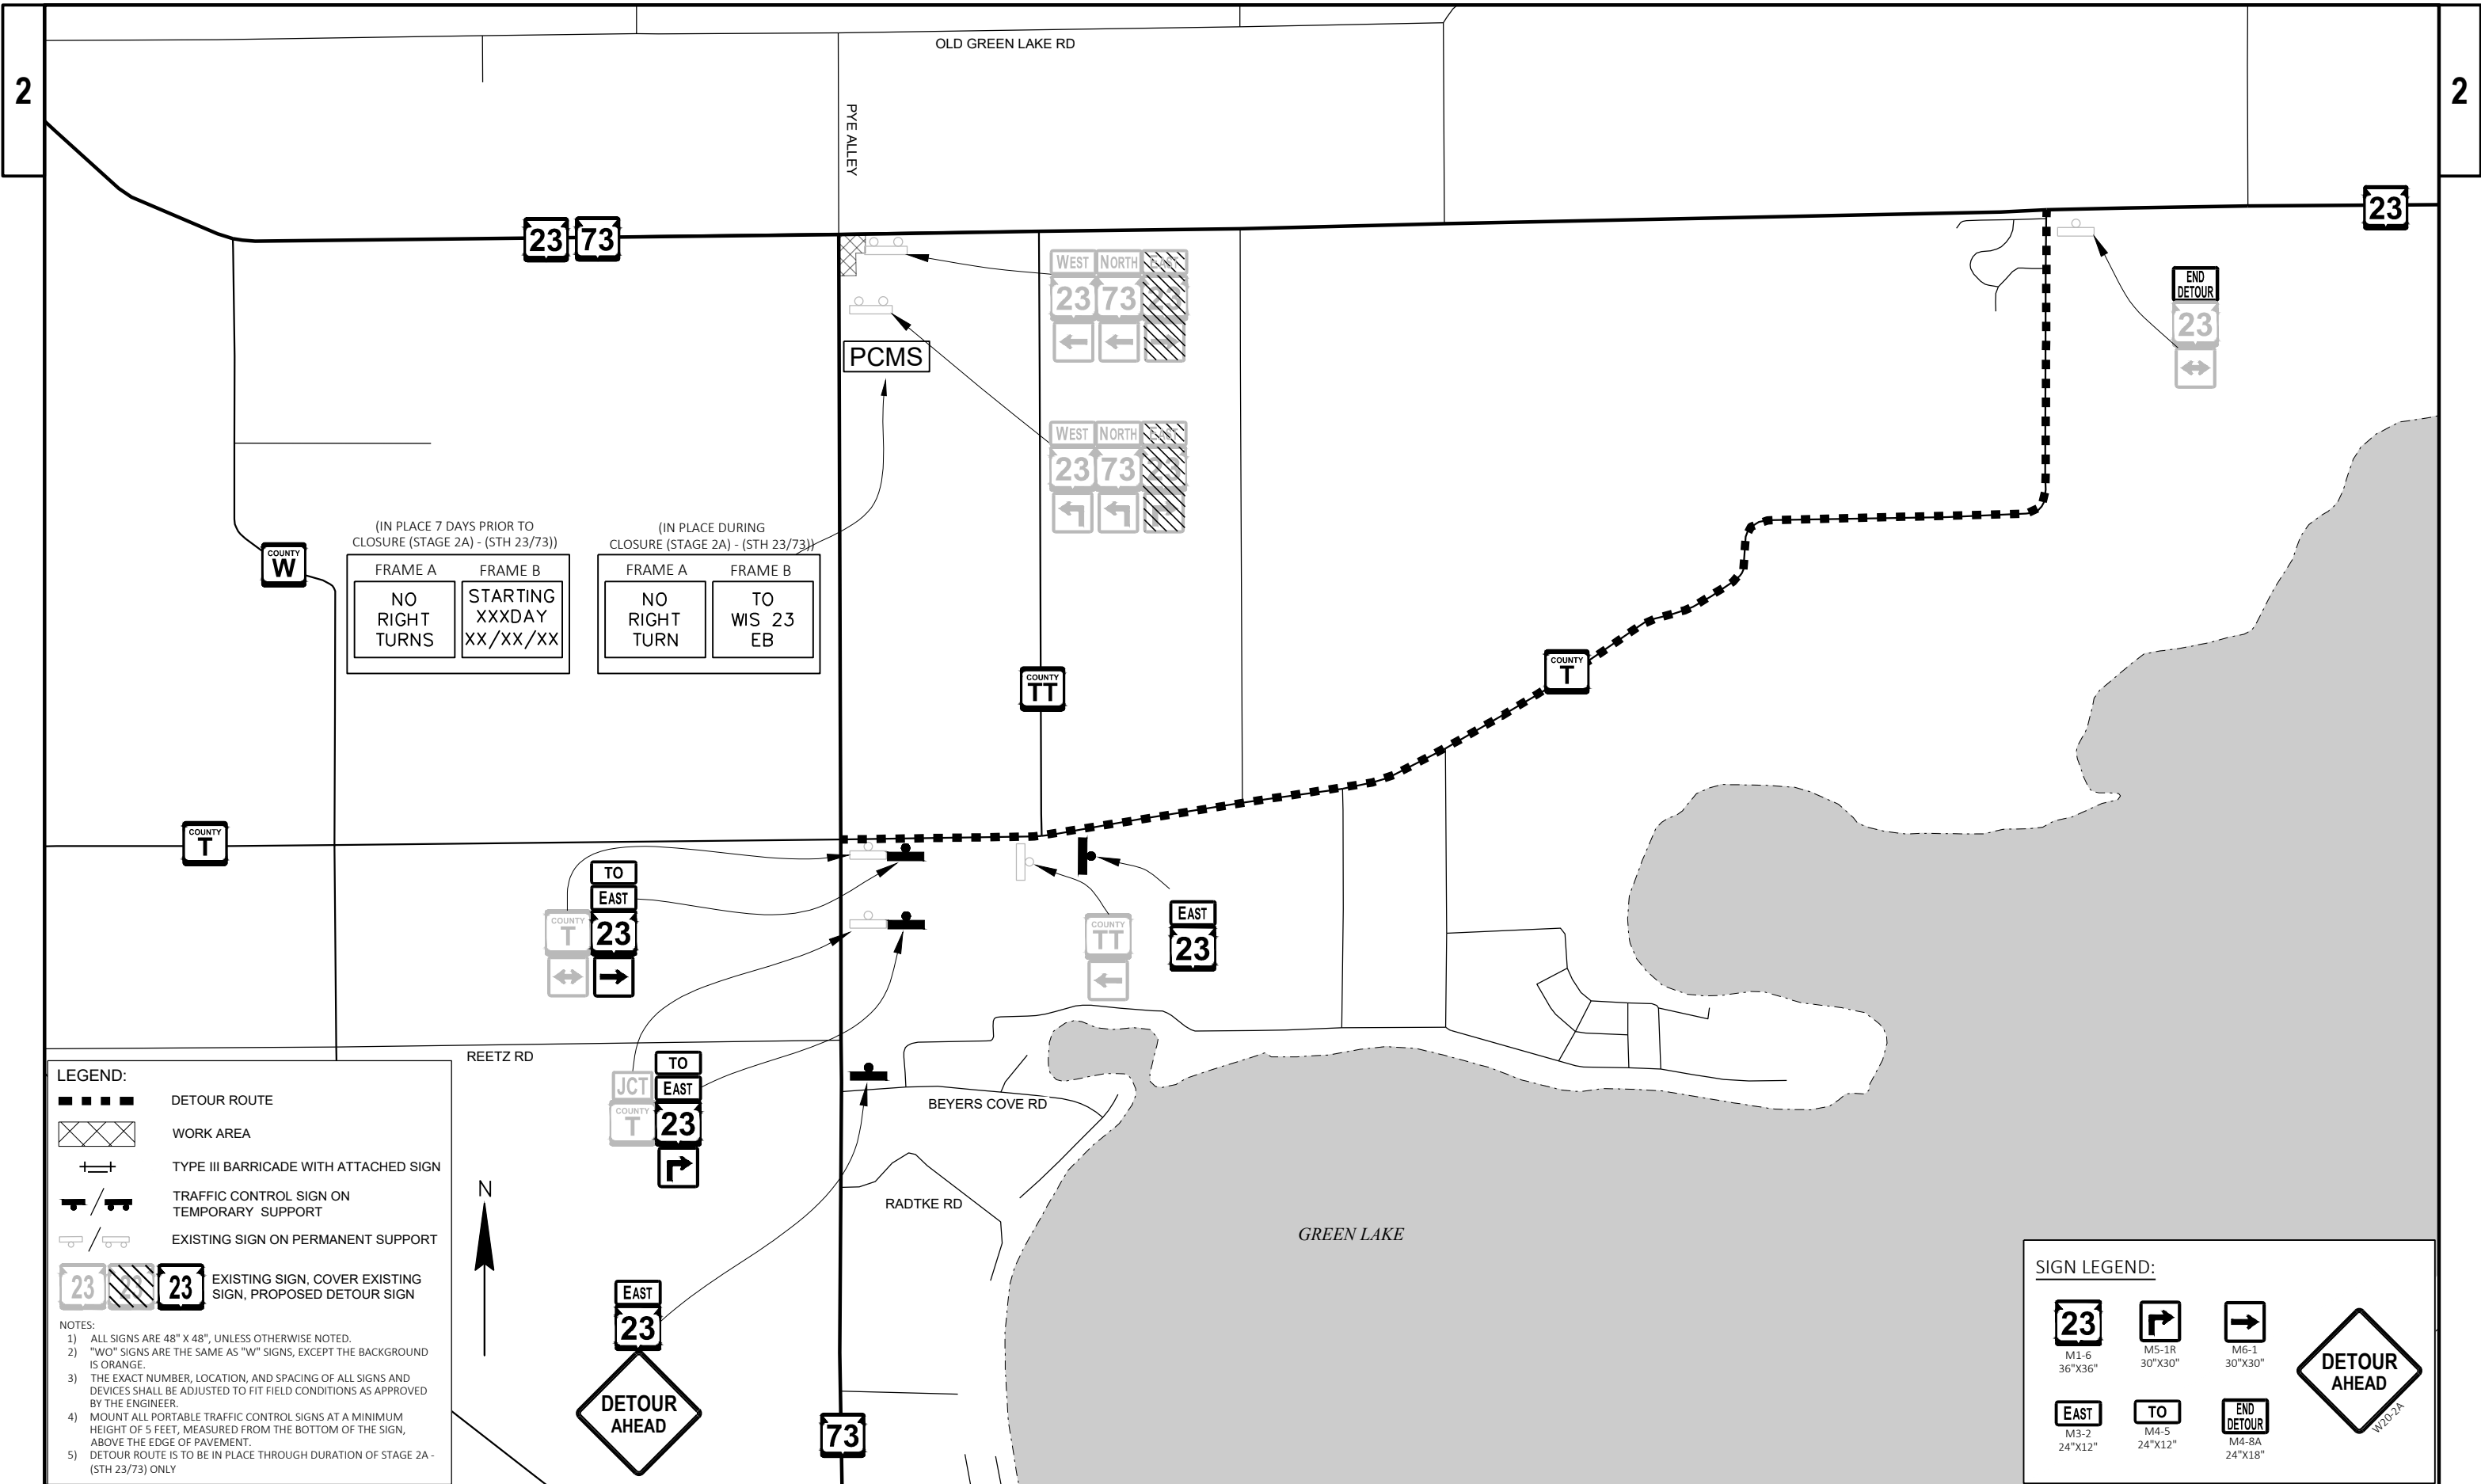 2
2
OLD GREEN LAKE RD
PYE ALLEY
23
23 73
WEST NORTH EAST
23 73 23
END
DETOUR
23
PCMS
WEST NORTH EAST
23 73 23
(IN PLACE 7 DAYS PRIOR TO
CLOSURE (STAGE 2A) - (STH 23/73))
FRAME A FRAME B
NO
RIGHT
TURNS
STARTING
XXXDAY
XX/XX/XX
(IN PLACE DURING
CLOSURE (STAGE 2A) - (STH 23/73))
FRAME A FRAME B
NO
RIGHT
TURN
TO
WIS 23
EB
COUNTY
W
COUNTY
TT
COUNTY
T
COUNTY
T
TO
EAST
23
COUNTY
T
COUNTY
TT
EAST
23
REETZ RD
JCT
COUNTY
T
TO
EAST
23
BEYERS COVE RD
RADTKE RD
GREEN LAKE
N
EAST
23
DETOUR
AHEAD
73
LEGEND:
DETOUR ROUTE
WORK AREA
TYPE III BARRICADE WITH ATTACHED SIGN
TRAFFIC CONTROL SIGN ON
TEMPORARY SUPPORT
EXISTING SIGN ON PERMANENT SUPPORT
23 23 23
EXISTING SIGN, COVER EXISTING
SIGN, PROPOSED DETOUR SIGN
NOTES:
1) ALL SIGNS ARE 48" X 48", UNLESS OTHERWISE NOTED.
2) "WO" SIGNS ARE THE SAME AS "W" SIGNS, EXCEPT THE BACKGROUND
IS ORANGE.
3) THE EXACT NUMBER, LOCATION, AND SPACING OF ALL SIGNS AND
DEVICES SHALL BE ADJUSTED TO FIT FIELD CONDITIONS AS APPROVED
BY THE ENGINEER.
4) MOUNT ALL PORTABLE TRAFFIC CONTROL SIGNS AT A MINIMUM
HEIGHT OF 5 FEET, MEASURED FROM THE BOTTOM OF THE SIGN,
ABOVE THE EDGE OF PAVEMENT.
5) DETOUR ROUTE IS TO BE IN PLACE THROUGH DURATION OF STAGE 2A -
(STH 23/73) ONLY
SIGN LEGEND:
23
M1-6
36"X36"
M5-1R
30"X30"
M6-1
30"X30"
EAST
M3-2
24"X12"
TO
M4-5
24"X12"
END
DETOUR
M4-8A
24"X18"
DETOUR
AHEAD
W20-2A